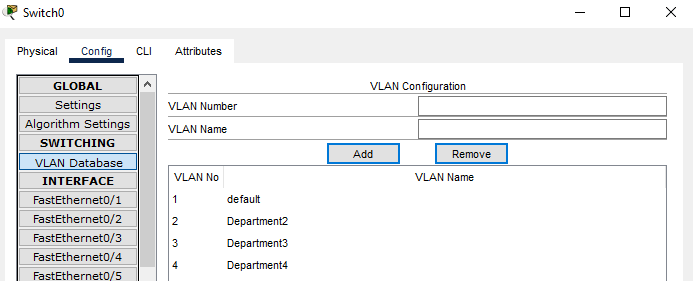 Switch0
Physical Config CLI Attributes
GLOBAL
Settings
Algorithm Settings
SWITCHING
VLAN Database
INTERFACE
FastEthernet0/1
FastEthernet0/2
FastEthernet0/3
FastEthernet0/4
FastEthernet0/5
VLAN Configuration
VLAN Number
VLAN Name
Add Remove
VLAN No VLAN Name
1 default
2 Department2
3 Department3
4 Department4